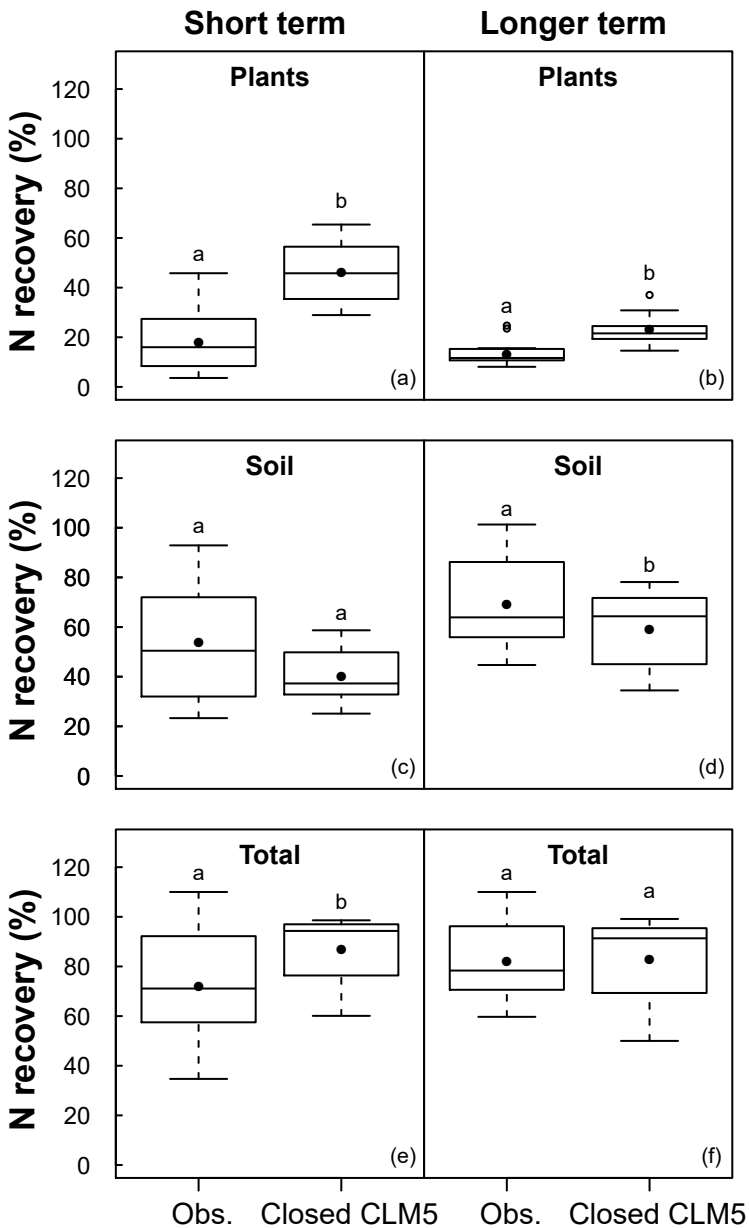 Short term
Longer term
N recovery (%)
120
100
80
60
40
20
0
Plants
a
b
(a)
Plants
a
b
(b)
N recovery (%)
120
100
80
60
40
20
0
Soil
a
a
(c)
Soil
a
b
(d)
N recovery (%)
120
100
80
60
40
20
0
Total
a
b
(e)
Total
a
a
(f)
Obs.
Closed CLM5
Obs.
Closed CLM5